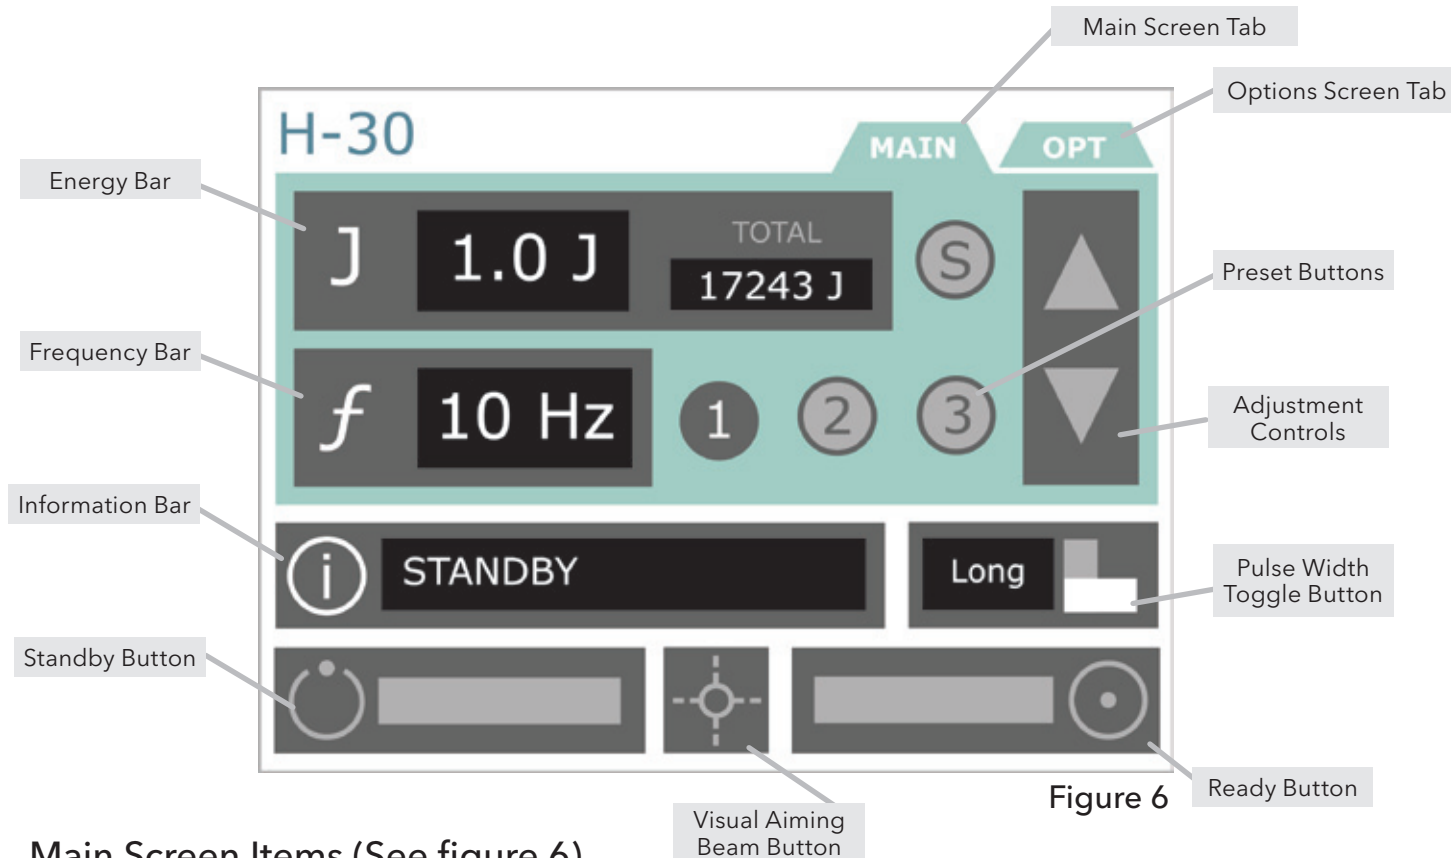 Main Screen Tab
Options Screen Tab
H-30
MAIN
OPT
Energy Bar
J
1.0 J
TOTAL
17243 J
S
Preset Buttons
Frequency Bar
f
10 Hz
1
2
3
Adjustment
Controls
Information Bar
i
STANDBY
Long
Pulse Width
Toggle Button
Standby Button
Ready Button
Figure 6
Visual Aiming
Beam Button
Main Screen Items (See figure 6)